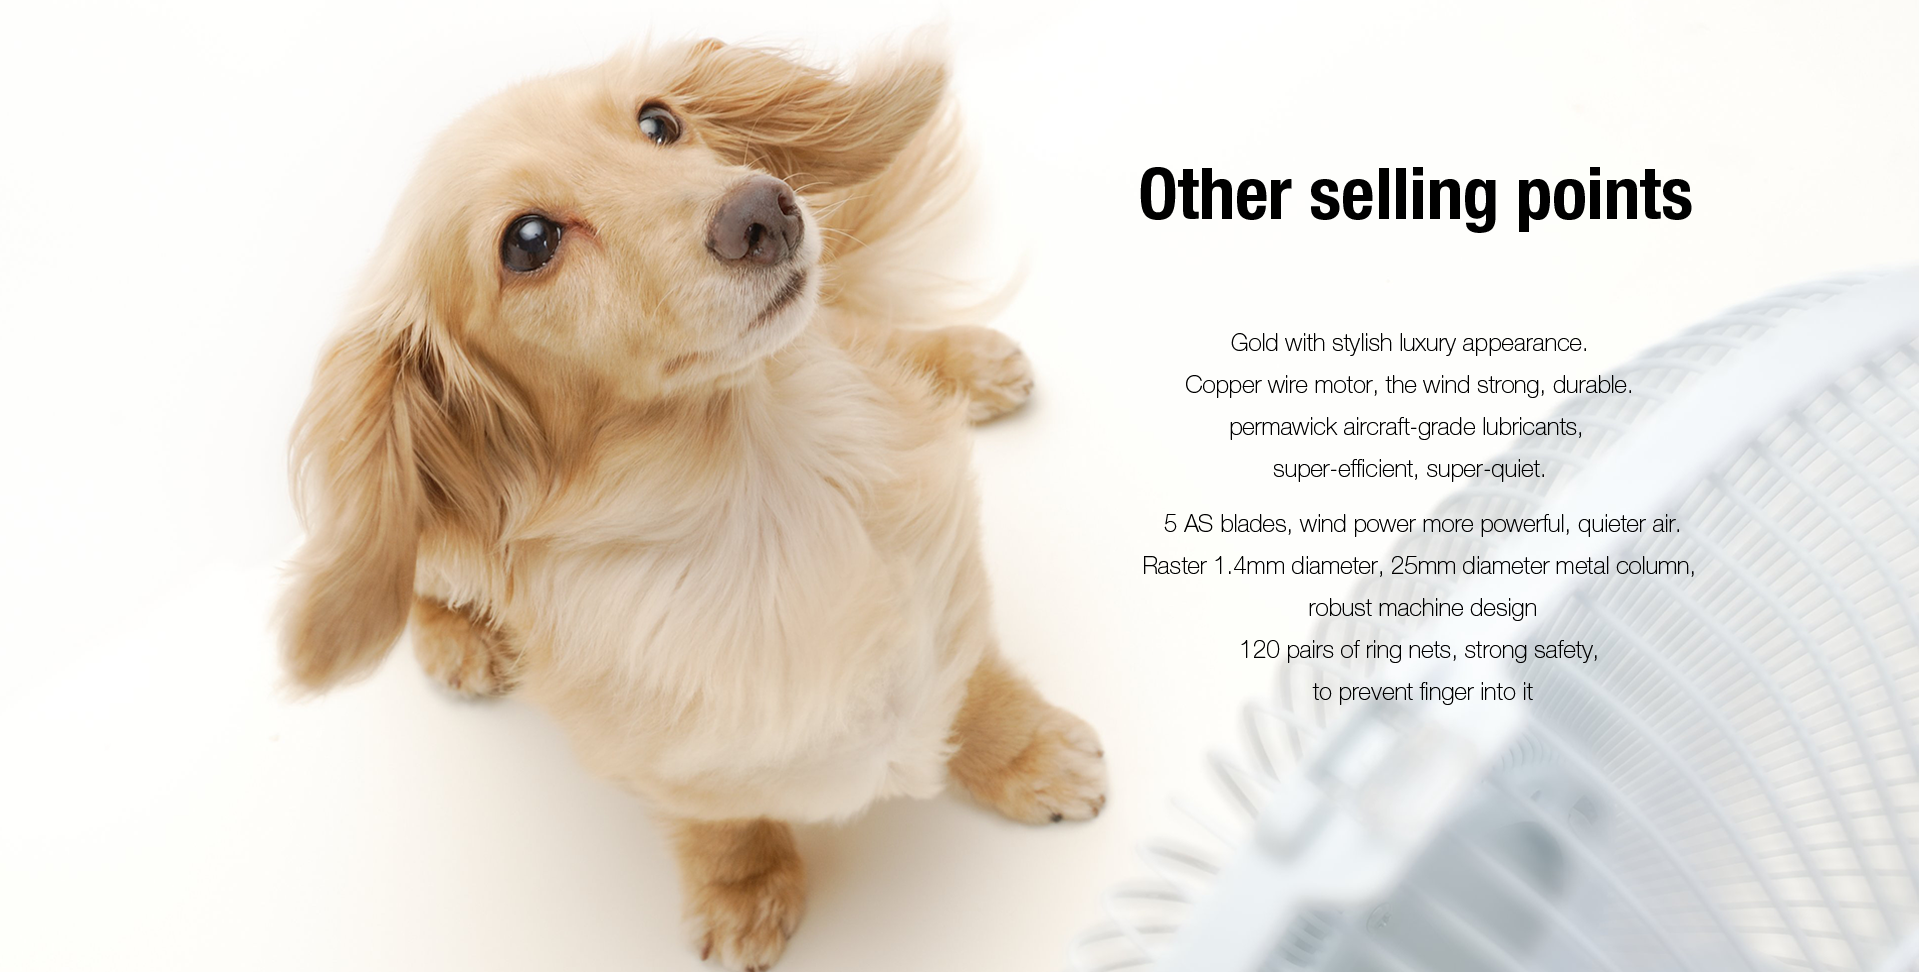 Other selling points
Gold with stylish luxury appearance.
Copper wire motor, the wind strong, durable.
permawick aircraft-grade lubricants,
super-efficient, super-quiet.
5 AS blades, wind power more powerful, quieter air.
Raster 1.4mm diameter, 25mm diameter metal column,
robust machine design
120 pairs of ring nets, strong safety,
to prevent finger into it